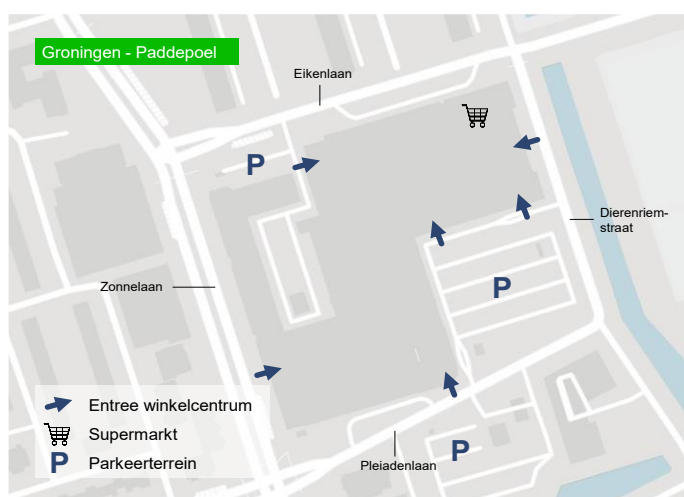 Groningen - Paddepoel
Eikenlaan
P
Dierenriem-
straat
Zonnelaan
P
Entree winkelcentrum
Supermarkt
P Parkeerterrein
Pleiadenlaan
P